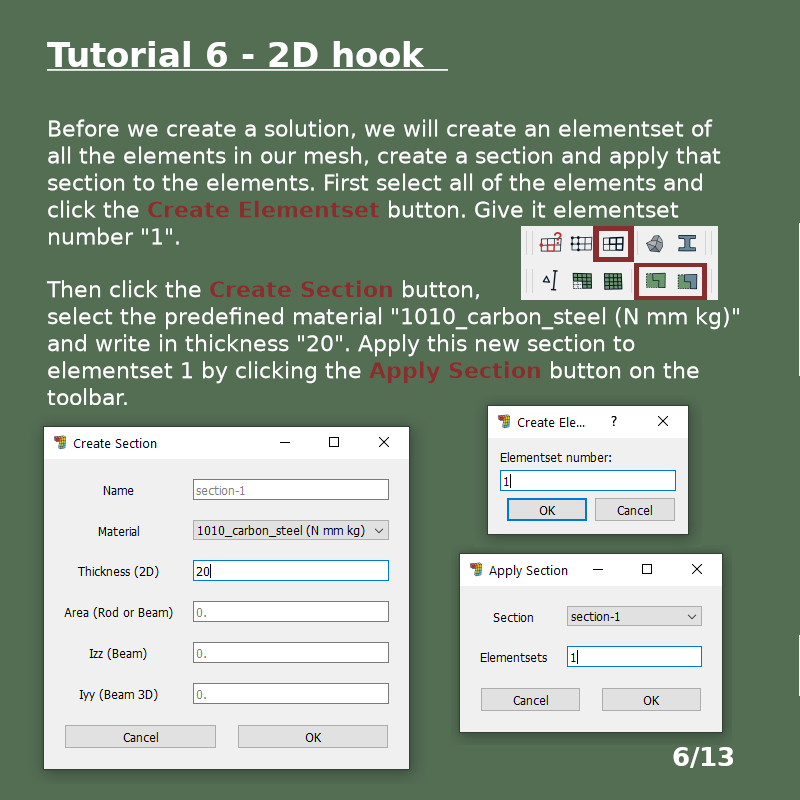 Tutorial 6 - 2D hook
Before we create a solution, we will create an elementset of
all the elements in our mesh, create a section and apply that
section to the elements. First select all of the elements and
click the Create Elementset button. Give it elementset
number "1".
Then click the Create Section button,
select the predefined material "1010_carbon_steel (N mm kg)"
and write in thickness "20". Apply this new section to
elementset 1 by clicking the Apply Section button on the
toolbar.
Create Section
Name section-1
Material 1010_carbon_steel (N mm kg)
Thickness (2D) 20
Area (Rod or Beam) 0.
Izz (Beam) 0.
Iyy (Beam 3D) 0.
Cancel OK
Create Ele... ?
Elementset number:
1
OK Cancel
Apply Section
Section section-1
Elementsets 1
Cancel OK
6/13